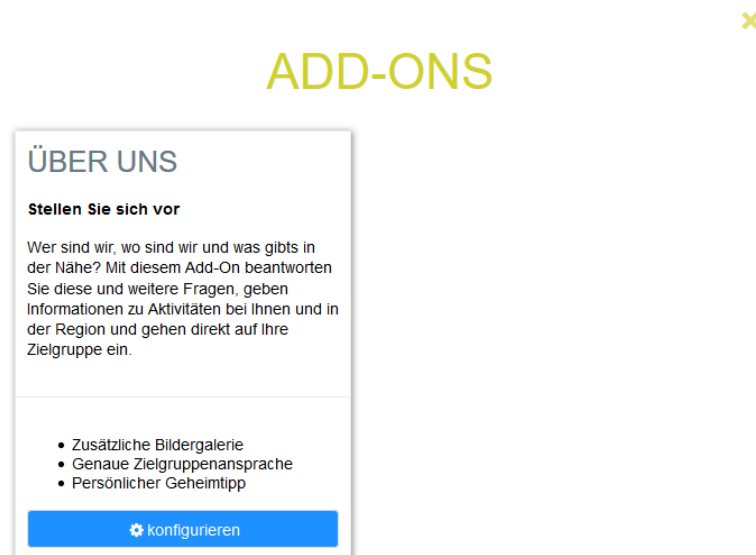 ADD-ONS
ÜBER UNS
Stellen Sie sich vor
Wer sind wir, wo sind wir und was gibts in
der Nähe? Mit diesem Add-On beantworten
Sie diese und weitere Fragen, geben
Informationen zu Aktivitäten bei Ihnen und in
der Region und gehen direkt auf Ihre
Zielgruppe ein.
• Zusätzliche Bildergalerie
• Genaue Zielgruppenansprache
• Persönlicher Geheimtipp
konfigurieren